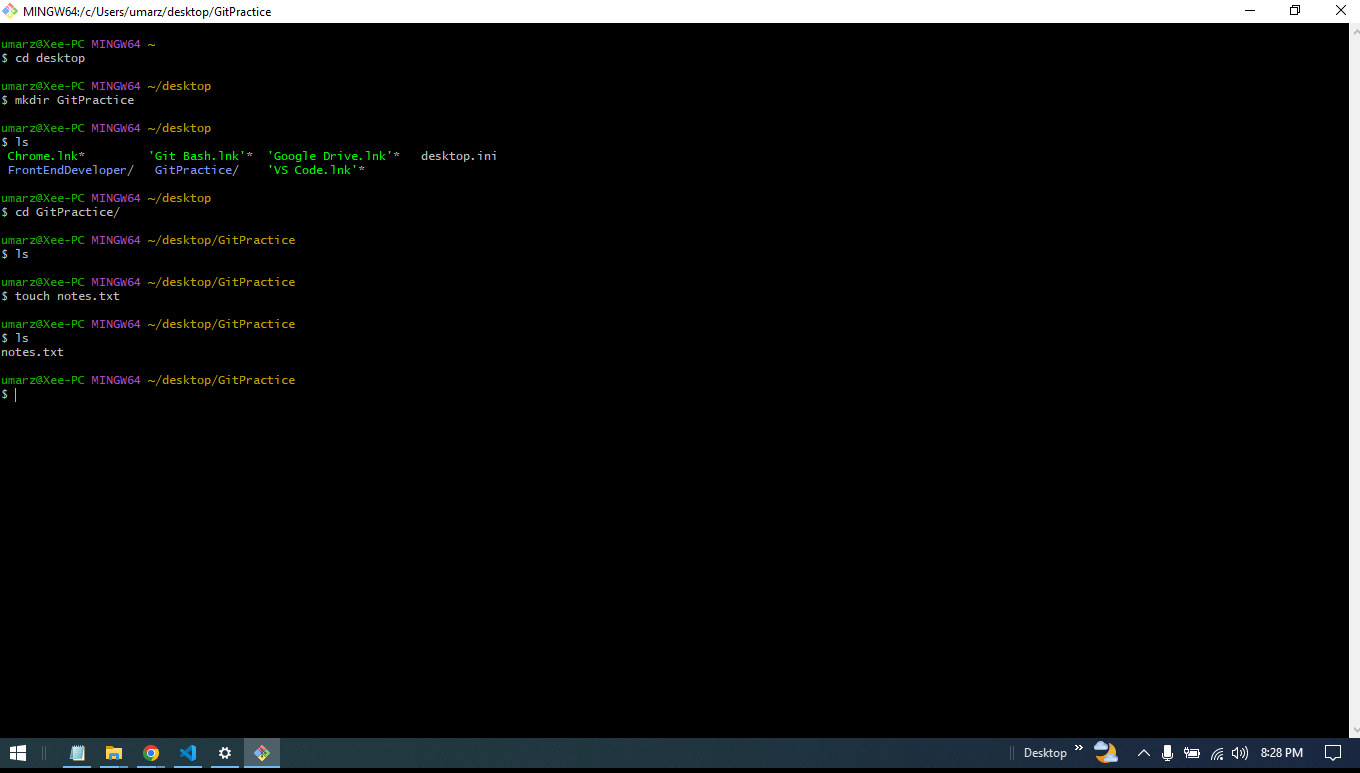 MINGW64:/c/Users/umarz/desktop/GitPractice
umarz@Xee-PC MINGW64 ~
$ cd desktop
umarz@Xee-PC MINGW64 ~/desktop
$ mkdir GitPractice
umarz@Xee-PC MINGW64 ~/desktop
$ ls
Chrome.lnk* 'Git Bash.lnk'* 'Google Drive.lnk'* desktop.ini
FrontEndDeveloper/ GitPractice/ 'VS Code.lnk'*
umarz@Xee-PC MINGW64 ~/desktop
$ cd GitPractice/
umarz@Xee-PC MINGW64 ~/desktop/GitPractice
$ ls
umarz@Xee-PC MINGW64 ~/desktop/GitPractice
$ touch notes.txt
umarz@Xee-PC MINGW64 ~/desktop/GitPractice
$ ls
notes.txt
umarz@Xee-PC MINGW64 ~/desktop/GitPractice
$
Desktop » 8:28 PM